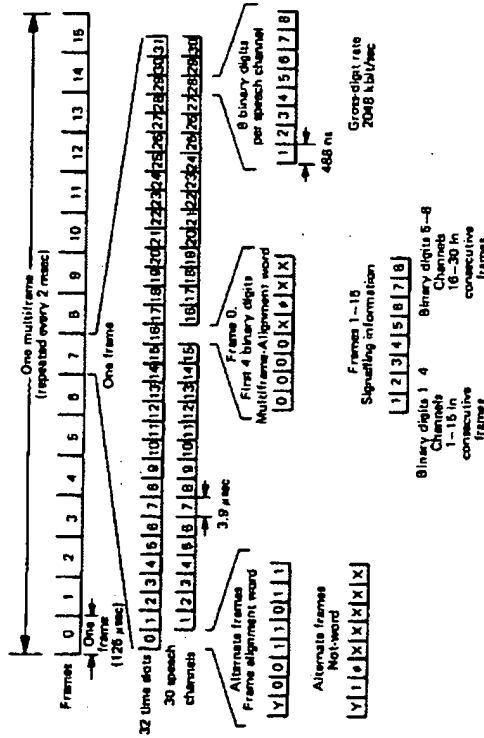 One multiframe
(repeated every 2 msec)
Frames 0 1 2 3 4 5 6 7 8 9 10 11 12 13 14 15
One frame
(125 µsec)
One frame
32 time slots 0 1 2 3 4 5 6 7 8 9 10 11 12 13 14 15 16 17 18 19 20 21 22 23 24 25 26 27 28 29 30 31
30 speech channels 1 2 3 4 5 6 7 8 9 10 11 12 13 14 15 16 17 18 19 20 21 22 23 24 25 26 27 28 29 30
3.9 µsec
Alternate frames
Frame alignment word
Y 0 0 1 1 0 1 1
Alternate frames
Not-word
Y 1 # X X X X X
Frame 0,
First 4 binary digits
Multiframe-Alignment word
0 0 0 0 X # X X
Frames 1–15
Signalling information
1 2 3 4 5 6 7 8
Binary digits 1 4
Channels
1–15 in
consecutive
frames
Binary digits 5–8
Channels
16–30 in
consecutive
frames
8 binary digits
per speech channel
1 2 3 4 5 6 7 8
488 ns
Gross-digit rate
2048 kbit/sec